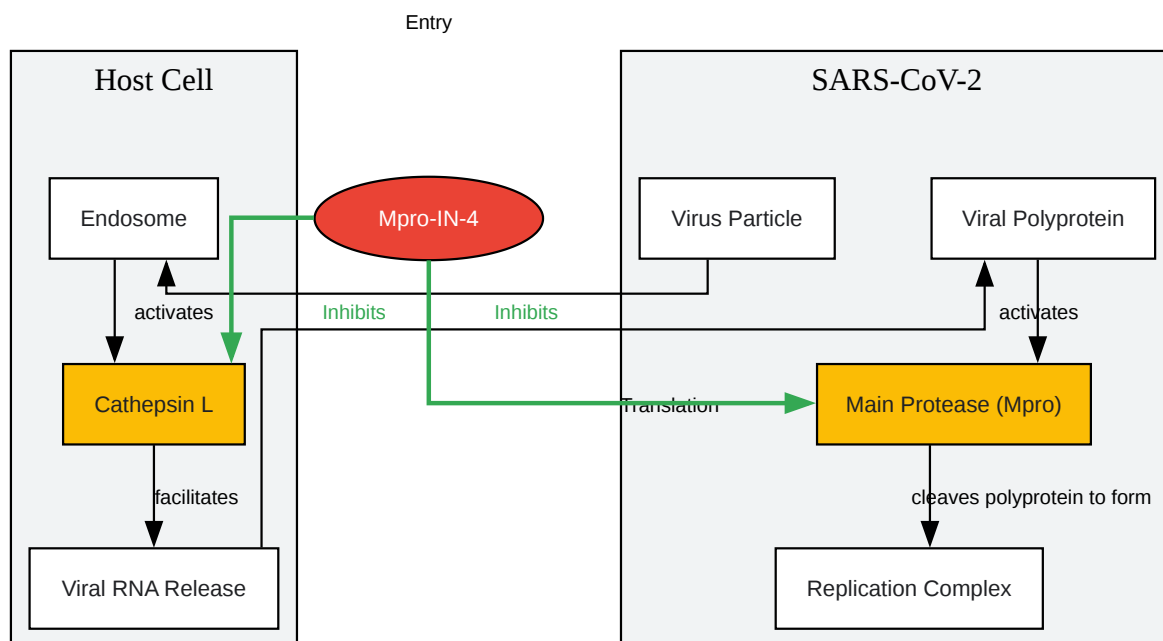 Entry
Host Cell
SARS-CoV-2
Endosome
Mpro-IN-4
Virus Particle
Viral Polyprotein
activates
Inhibits
Inhibits
activates
Cathepsin L
Translation
Main Protease (Mpro)
facilitates
cleaves polyprotein to form
Viral RNA Release
Replication Complex